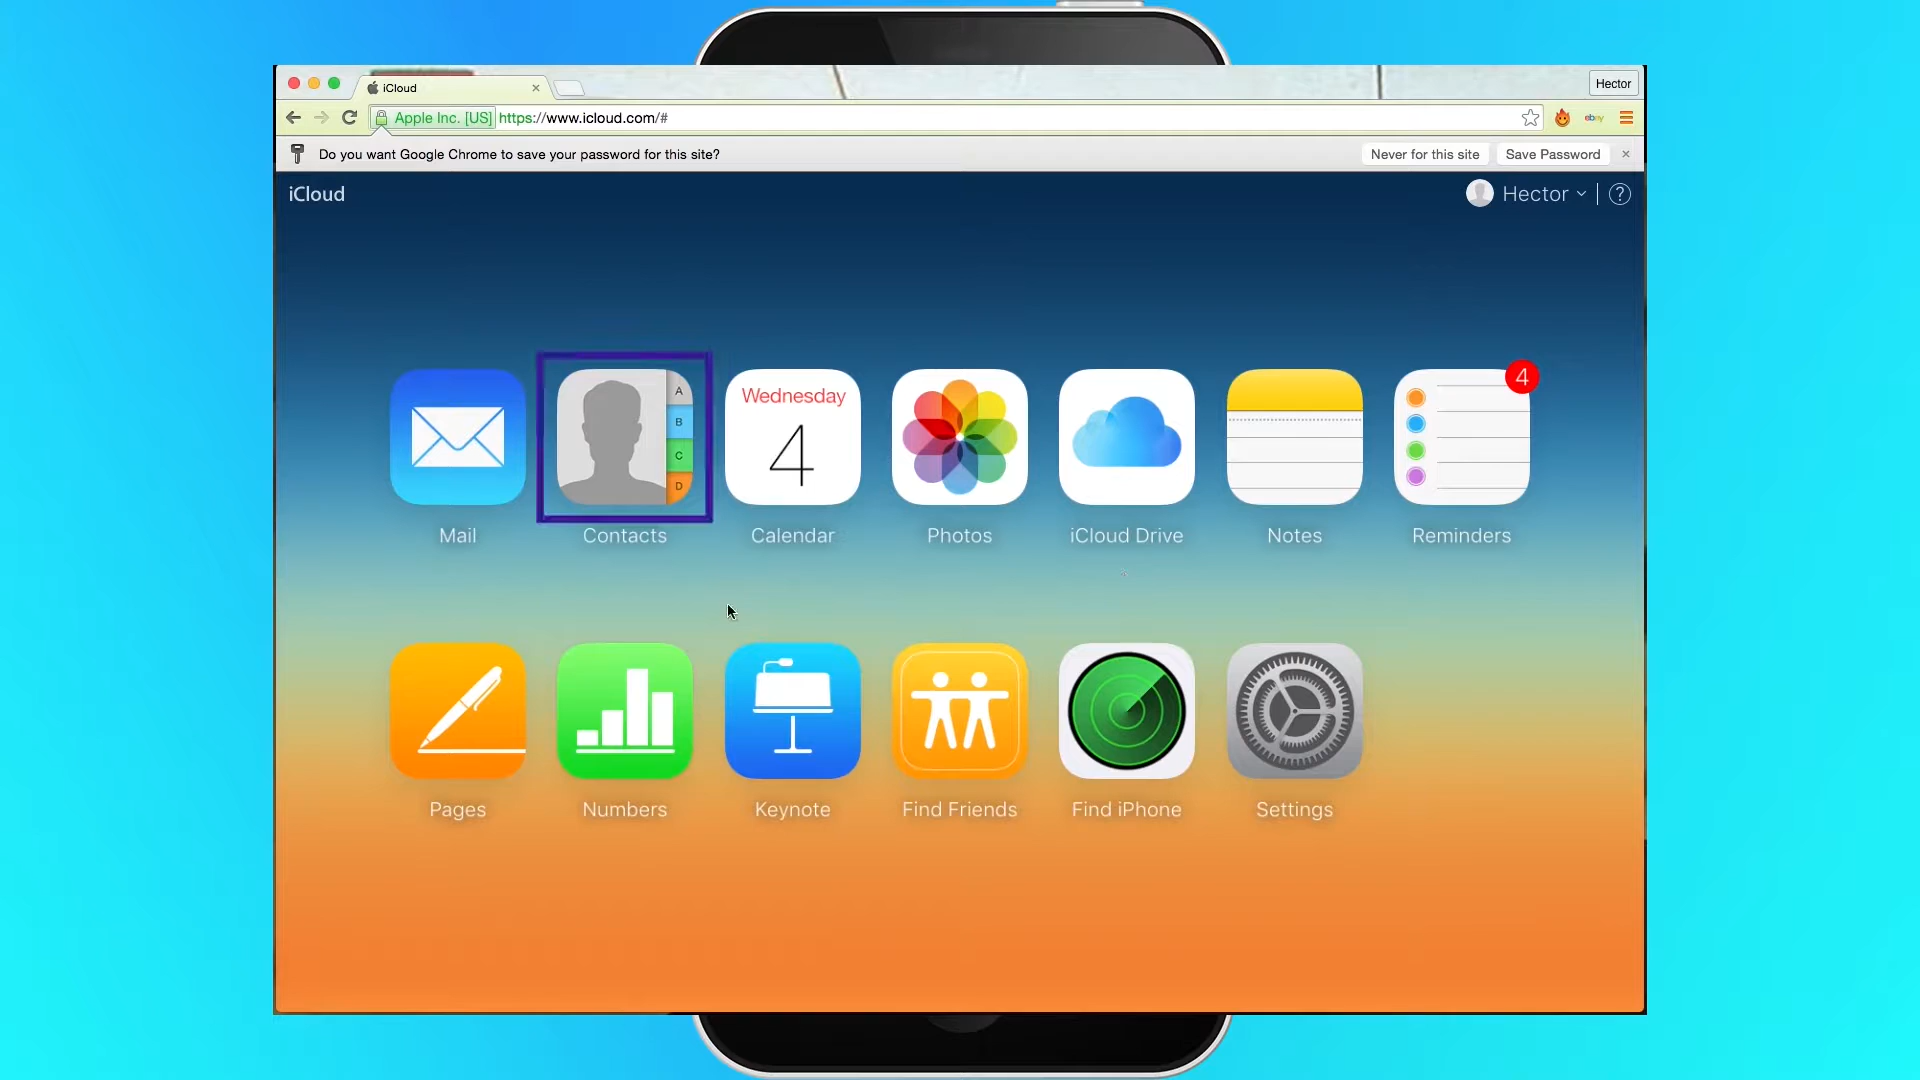 iCloud
Hector
Apple Inc. [US] https://www.icloud.com/#
ebay
Do you want Google Chrome to save your password for this site?
Never for this site
Save Password
iCloud
Hector
?
A
B
C
D
Wednesday
4
4
Mail
Contacts
Calendar
Photos
iCloud Drive
Notes
Reminders
Pages
Numbers
Keynote
Find Friends
Find iPhone
Settings